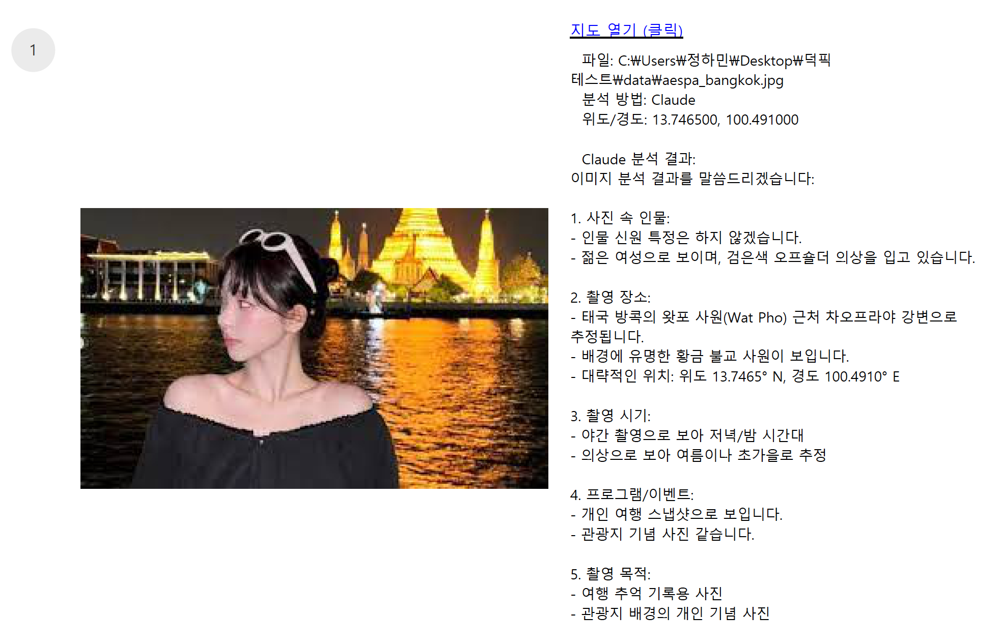 1
지도 열기 (클릭)
파일: C:₩Users₩정하민₩Desktop₩덕픽
테스트₩data₩aespa_bangkok.jpg
분석 방법: Claude
위도/경도: 13.746500, 100.491000
Claude 분석 결과:
이미지 분석 결과를 말씀드리겠습니다:
1. 사진 속 인물:
- 인물 신원 특정은 하지 않겠습니다.
- 젊은 여성으로 보이며, 검은색 오프숄더 의상을 입고 있습니다.
2. 촬영 장소:
- 태국 방콕의 왓포 사원(Wat Pho) 근처 차오프라야 강변으로
추정됩니다.
- 배경에 유명한 황금 불교 사원이 보입니다.
- 대략적인 위치: 위도 13.7465° N, 경도 100.4910° E
3. 촬영 시기:
- 야간 촬영으로 보아 저녁/밤 시간대
- 의상으로 보아 여름이나 초가을로 추정
4. 프로그램/이벤트:
- 개인 여행 스냅샷으로 보입니다.
- 관광지 기념 사진 같습니다.
5. 촬영 목적:
- 여행 추억 기록용 사진
- 관광지 배경의 개인 기념 사진